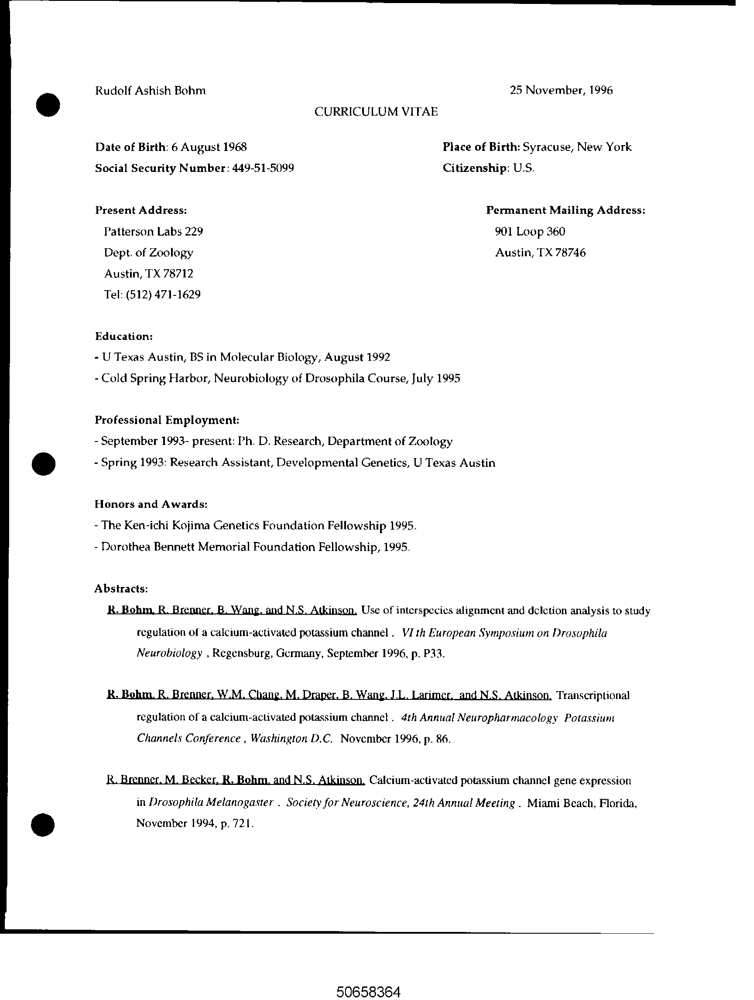 Rudolf Ashish Bohm
25 November, 1996
CURRICULUM VITAE
Date of Birth: 6 August 1968
Place of Birth: Syracuse, New York
Social Security Number: 449-51-5099
Citizenship: U.S.
Present Address:
Permanent Mailing Address:
Patterson Labs 229
901 Loop 360
Dept. of Zoology
Austin, TX 78746
Austin, TX 78712
Tel: (512) 471-1629
Education:
- U Texas Austin, BS in Molecular Biology, August 1992
- Cold Spring Harbor, Neurobiology of Drosophila Course, July 1995
Professional Employment:
- September 1993- present: Ph. D. Research, Department of Zoology
- Spring 1993: Research Assistant, Developmental Genetics, U Texas Austin
Honors and Awards:
- The Ken-ichi Kojima Genetics Foundation Fellowship 1995.
- Dorothea Bennett Memorial Foundation Fellowship, 1995.
Abstracts:
R. Bohm, R. Brenner, B. Wang, and N.S. Atkinson. Use of interspecies alignment and deletion analysis to study
regulation of a calcium-activated potassium channel . VI th European Symposium on Drosophila
Neurobiology , Regensburg, Germany, September 1996, p. P33.
R. Bohm, R. Brenner, W.M. Chang, M. Draper, B. Wang, J.L. Larimer, and N.S. Atkinson. Transcriptional
regulation of a calcium-activated potassium channel . 4th Annual Neuropharmacology Potassium
Channels Conference , Washington D.C. November 1996, p. 86.
R. Brenner, M. Becker, R. Bohm, and N.S. Atkinson. Calcium-activated potassium channel gene expression
in Drosophila Melanogaster . Society for Neuroscience, 24th Annual Meeting . Miami Beach, Florida,
November 1994, p. 721.
50658364